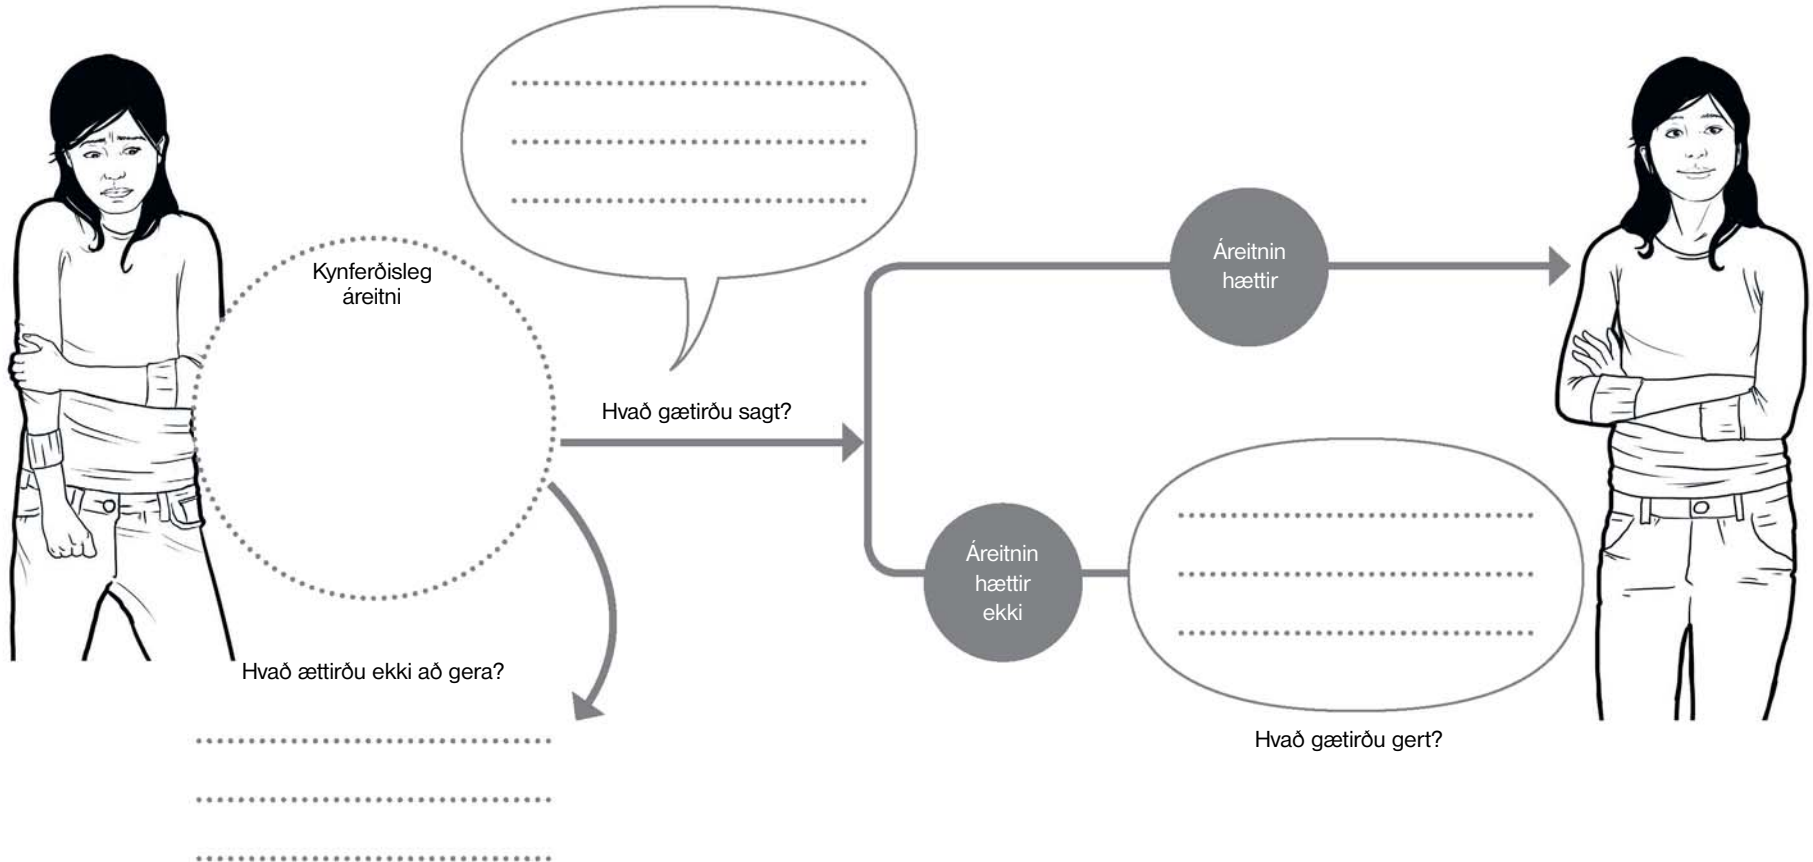 Kynferðisleg
áreitni
Hvað gætirðu sagt?
Áreitnin
hættir
Áreitnin
hættir
ekki
Hvað ættirðu ekki að gera?
Hvað gætirðu gert?